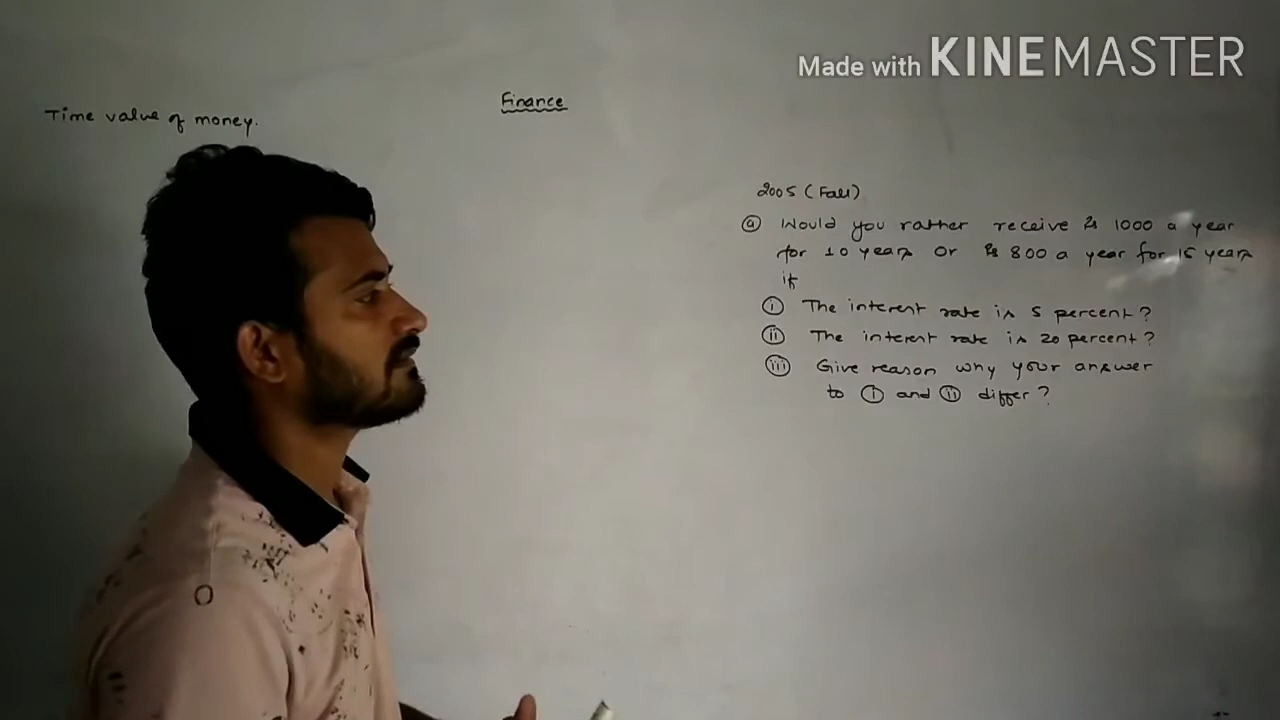 Made with KINEMASTER
Finance
Time value of money.
2005 (Fall)
ⓐ Would you rather receive Rs 1000 a year
for 10 years or Rs 800 a year for 15 years
if
ⓘ The interest rate is 5 percent?
ⓘⓘ The interest rate is 20 percent?
ⓘⓘⓘ Give reason why your answer
to ⓘ and ⓘⓘ differ?